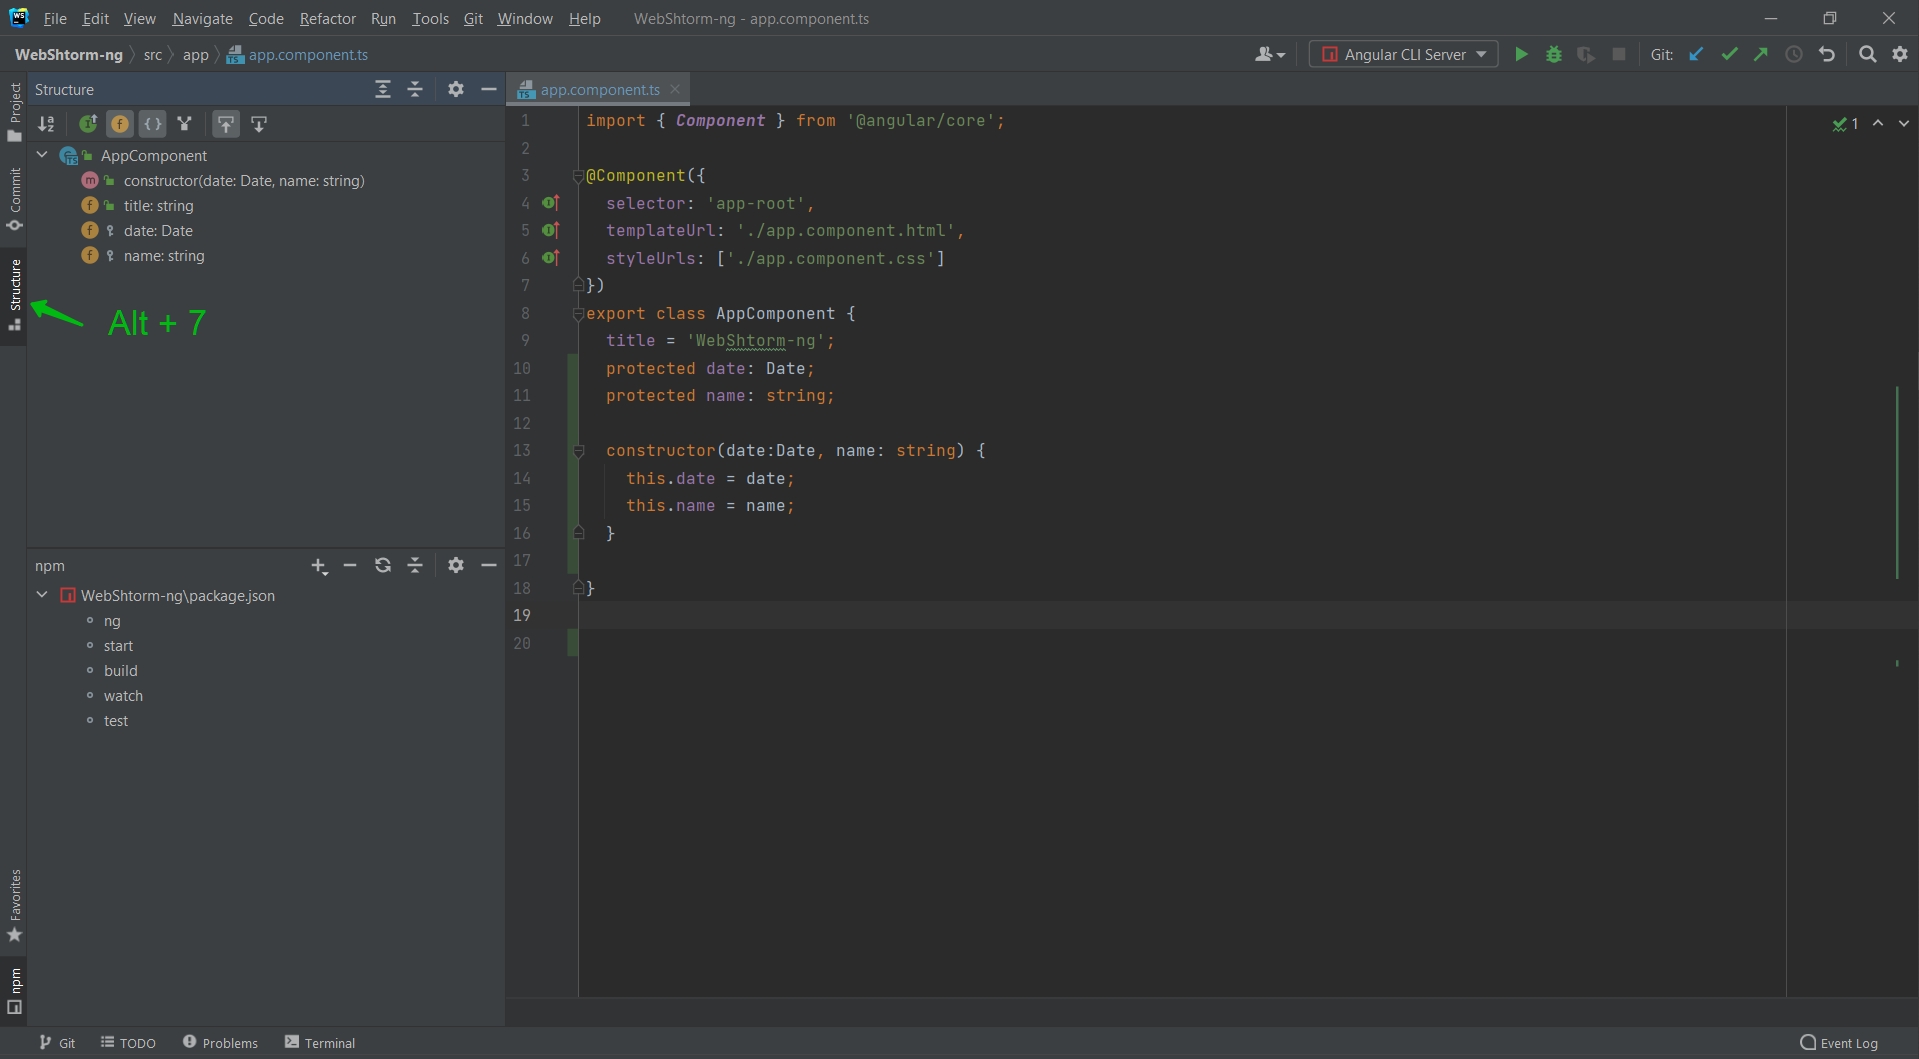 WS File Edit View Navigate Code Refactor Run Tools Git Window Help WebShtorm-ng - app.component.ts
WebShtorm-ng src app TS app.component.ts Angular CLI Server Git:
Project
Commit
Structure
Favorites
npm
Structure
AppComponent
constructor(date: Date, name: string)
title: string
date: Date
name: string
Alt + 7
npm
WebShtorm-ng\package.json
ng
start
build
watch
test
TS app.component.ts
1
1 import { Component } from '@angular/core';
2
3 @Component({
4 selector: 'app-root',
5 templateUrl: './app.component.html',
6 styleUrls: ['./app.component.css']
7 })
8 export class AppComponent {
9 title = 'WebShtorm-ng';
10 protected date: Date;
11 protected name: string;
12
13 constructor(date:Date, name: string) {
14 this.date = date;
15 this.name = name;
16 }
17
18 }
19
20
Git TODO Problems Terminal Event Log